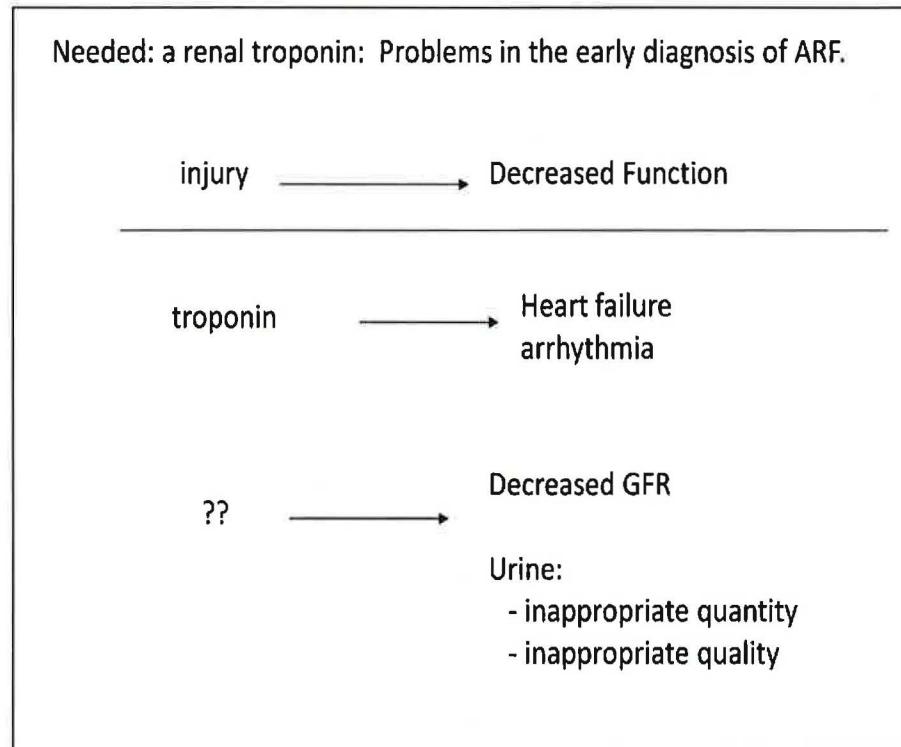 Needed: a renal troponin: Problems in the early diagnosis of ARF.
injury Decreased Function
troponin Heart failure
arrhythmia
?? Decreased GFR
Urine:
- inappropriate quantity
- inappropriate quality